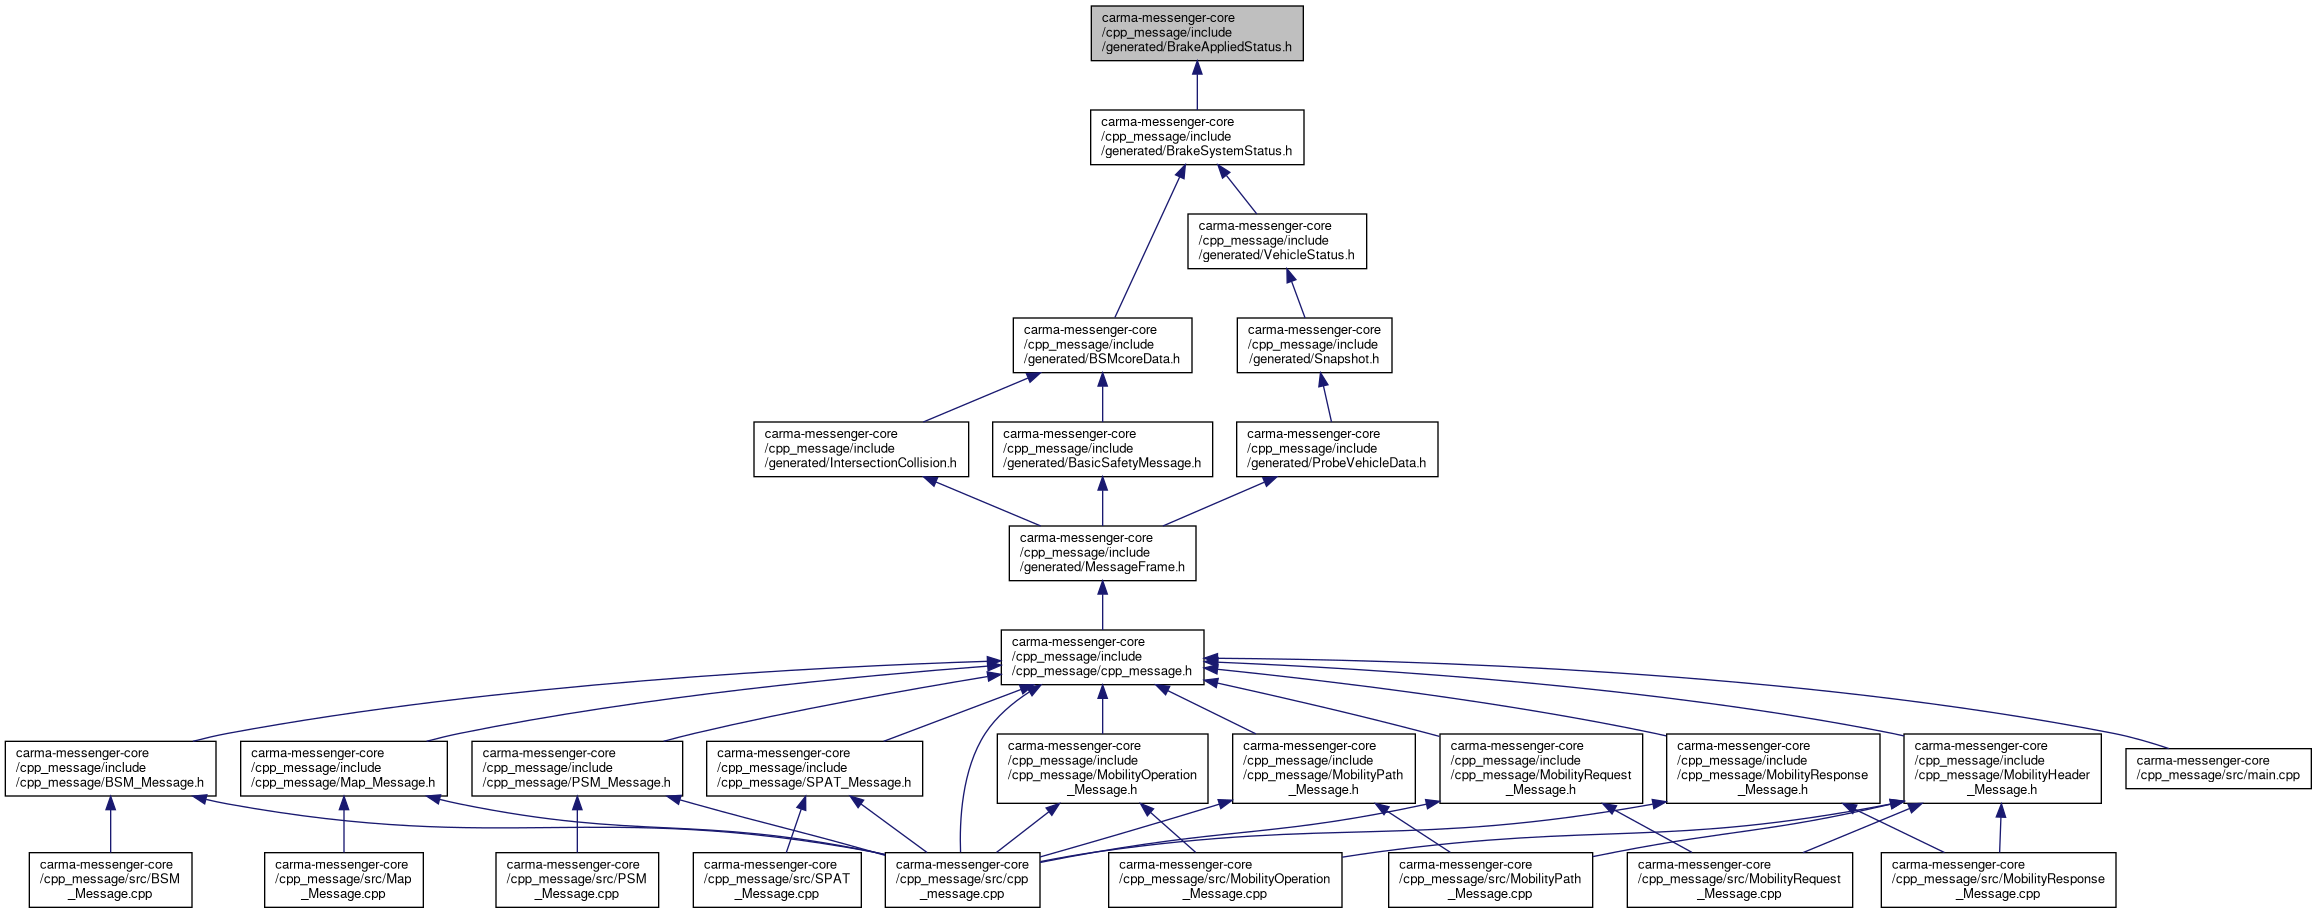 carma-messenger-core
/cpp_message/include
/generated/BrakeAppliedStatus.h
carma-messenger-core
/cpp_message/include
/generated/BrakeSystemStatus.h
carma-messenger-core
/cpp_message/include
/generated/VehicleStatus.h
carma-messenger-core
/cpp_message/include
/generated/BSMcoreData.h
carma-messenger-core
/cpp_message/include
/generated/Snapshot.h
carma-messenger-core
/cpp_message/include
/generated/IntersectionCollision.h
carma-messenger-core
/cpp_message/include
/generated/BasicSafetyMessage.h
carma-messenger-core
/cpp_message/include
/generated/ProbeVehicleData.h
carma-messenger-core
/cpp_message/include
/generated/MessageFrame.h
carma-messenger-core
/cpp_message/include
/cpp_message/cpp_message.h
carma-messenger-core
/cpp_message/include
/cpp_message/BSM_Message.h
carma-messenger-core
/cpp_message/include
/cpp_message/Map_Message.h
carma-messenger-core
/cpp_message/include
/cpp_message/PSM_Message.h
carma-messenger-core
/cpp_message/include
/cpp_message/SPAT_Message.h
carma-messenger-core
/cpp_message/include
/cpp_message/MobilityOperation
_Message.h
carma-messenger-core
/cpp_message/include
/cpp_message/MobilityPath
_Message.h
carma-messenger-core
/cpp_message/include
/cpp_message/MobilityRequest
_Message.h
carma-messenger-core
/cpp_message/include
/cpp_message/MobilityResponse
_Message.h
carma-messenger-core
/cpp_message/include
/cpp_message/MobilityHeader
_Message.h
carma-messenger-core
/cpp_message/src/main.cpp
carma-messenger-core
/cpp_message/src/BSM
_Message.cpp
carma-messenger-core
/cpp_message/src/Map
_Message.cpp
carma-messenger-core
/cpp_message/src/PSM
_Message.cpp
carma-messenger-core
/cpp_message/src/SPAT
_Message.cpp
carma-messenger-core
/cpp_message/src/cpp
_message.cpp
carma-messenger-core
/cpp_message/src/MobilityOperation
_Message.cpp
carma-messenger-core
/cpp_message/src/MobilityPath
_Message.cpp
carma-messenger-core
/cpp_message/src/MobilityRequest
_Message.cpp
carma-messenger-core
/cpp_message/src/MobilityResponse
_Message.cpp